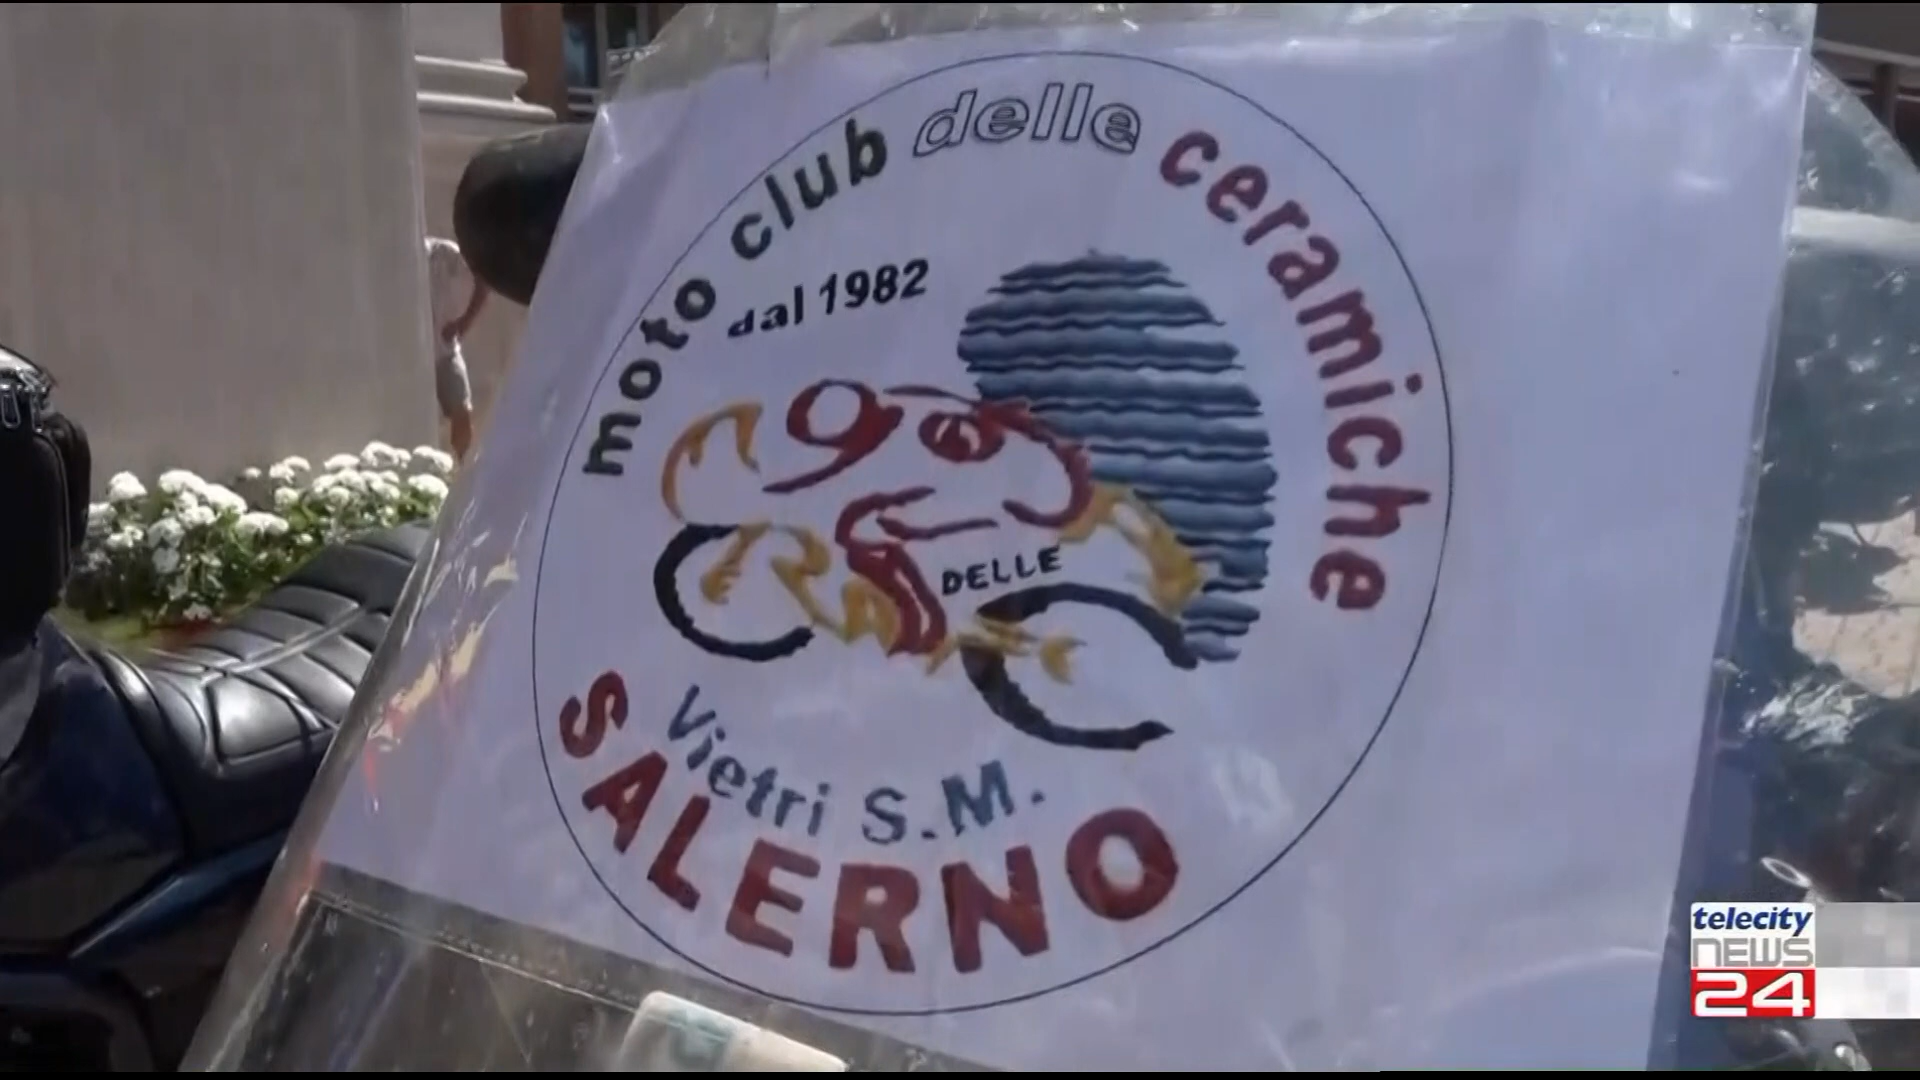 moto club delle ceramiche
dal 1982
DELLE
Vietri S.M.
SALERNO
telecity
NEWS
24